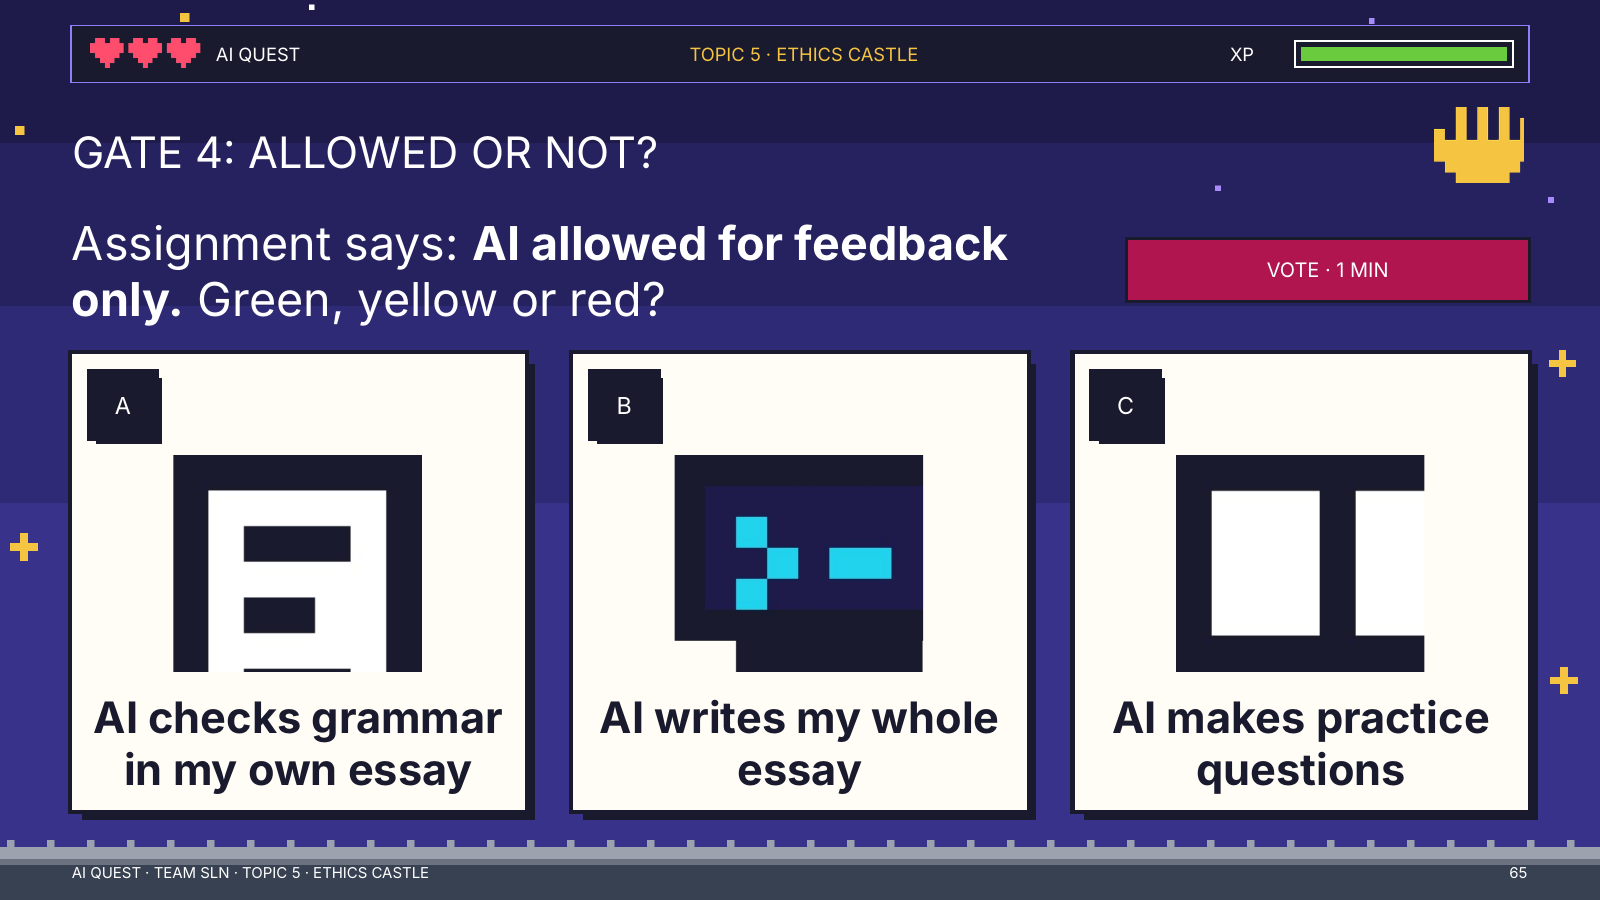 AI QUEST
TOPIC 5 · ETHICS CASTLE
XP
GATE 4: ALLOWED OR NOT?
Assignment says: AI allowed for feedback
only. Green, yellow or red?
VOTE · 1 MIN
A
B
C
AI checks grammar
in my own essay
AI writes my whole
essay
AI makes practice
questions
AI QUEST · TEAM SLN · TOPIC 5 · ETHICS CASTLE
65